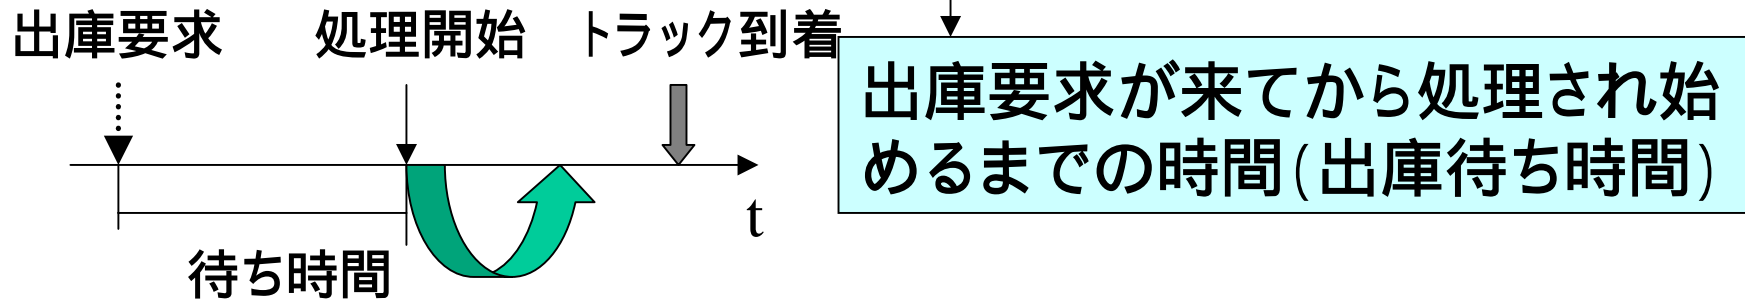 出庫要求
処理開始
トラック到着
出庫要求が来てから処理され始
めるまでの時間(出庫待ち時間)
t
待ち時間